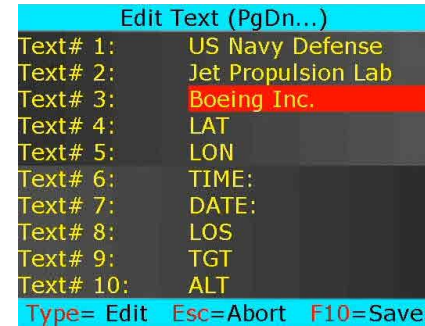 Edit Text (PgDn...)
Text# 1: US Navy Defense
Text# 2: Jet Propulsion Lab
Text# 3: Boeing Inc.
Text# 4: LAT
Text# 5: LON
Text# 6: TIME:
Text# 7: DATE:
Text# 8: LOS
Text# 9: TGT
Text# 10: ALT
Type= Edit Esc=Abort F10=Save